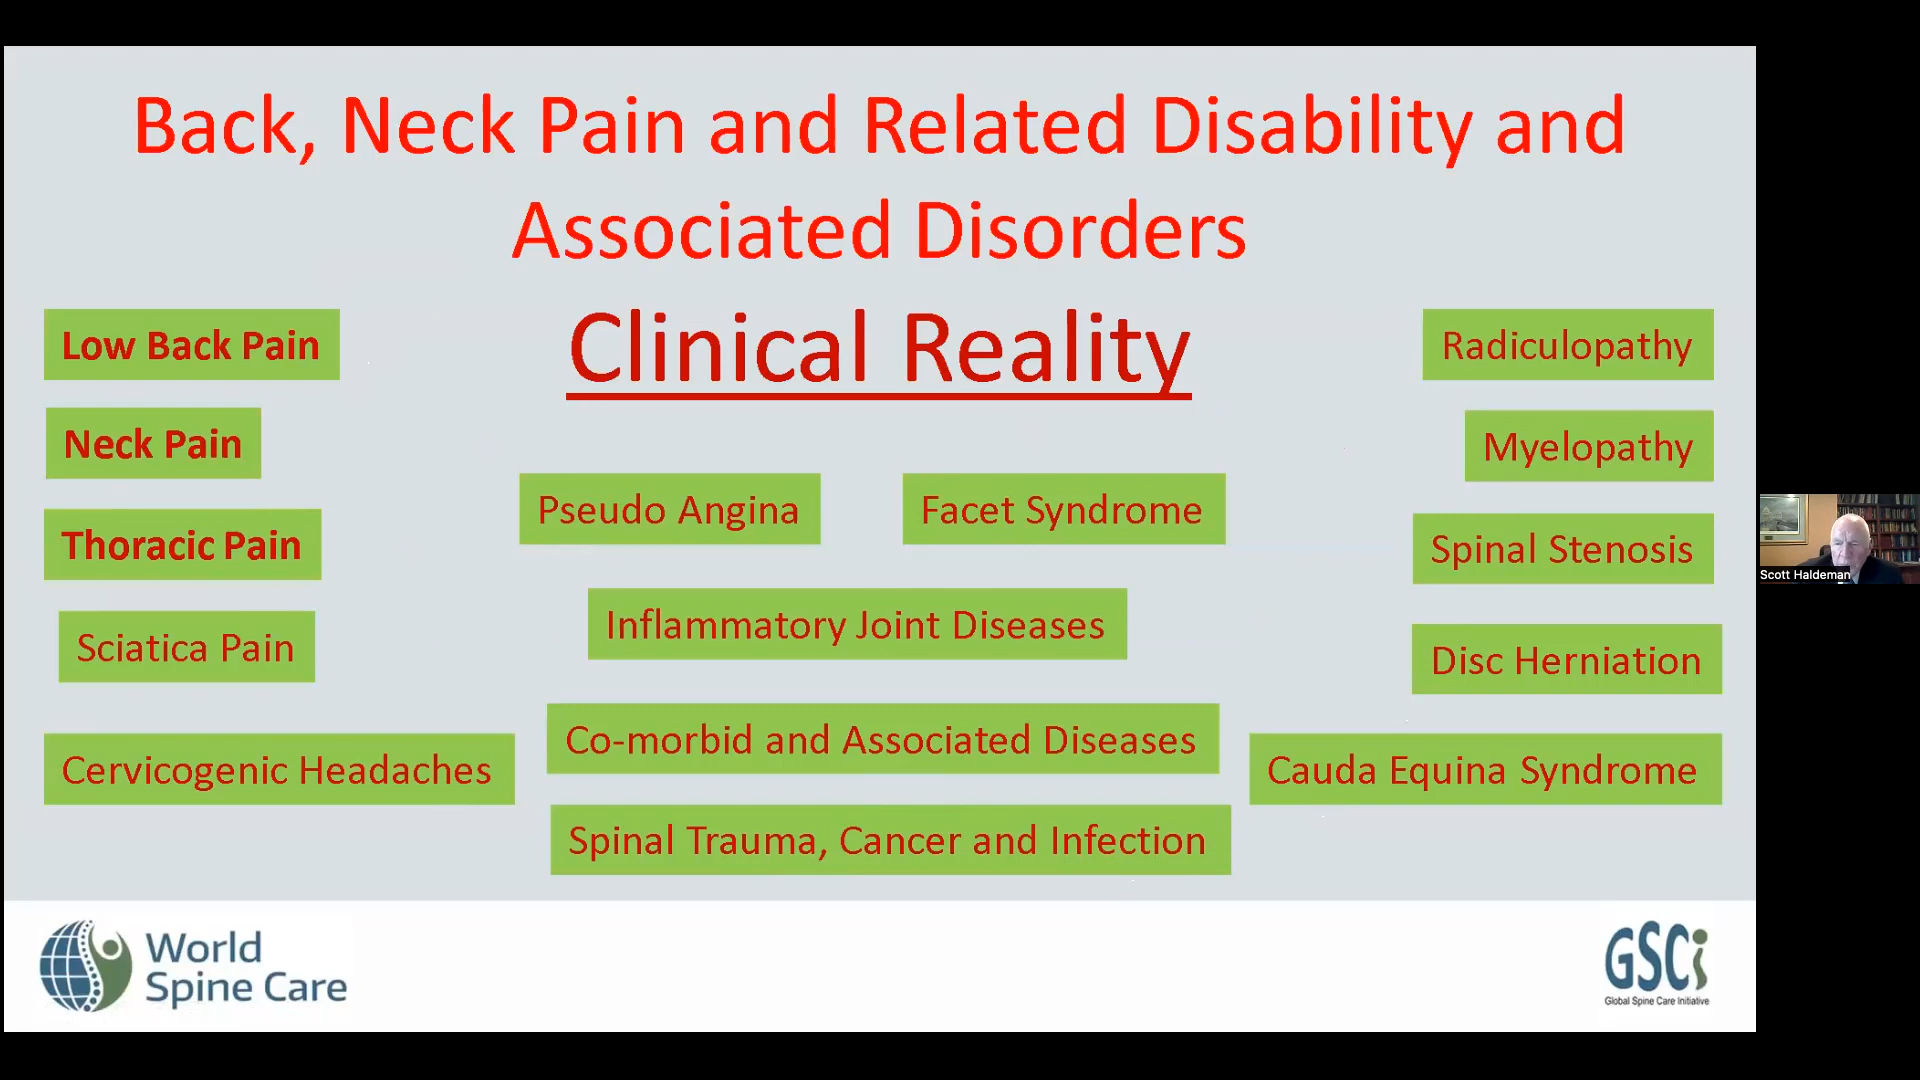 Back, Neck Pain and Related Disability and
Associated Disorders
Clinical Reality
Low Back Pain
Neck Pain
Thoracic Pain
Sciatica Pain
Cervicogenic Headaches
Pseudo Angina
Facet Syndrome
Inflammatory Joint Diseases
Co-morbid and Associated Diseases
Spinal Trauma, Cancer and Infection
Radiculopathy
Myelopathy
Spinal Stenosis
Disc Herniation
Cauda Equina Syndrome
World
Spine Care
GSCi
Global Spine Care Initiative
Scott Haldeman